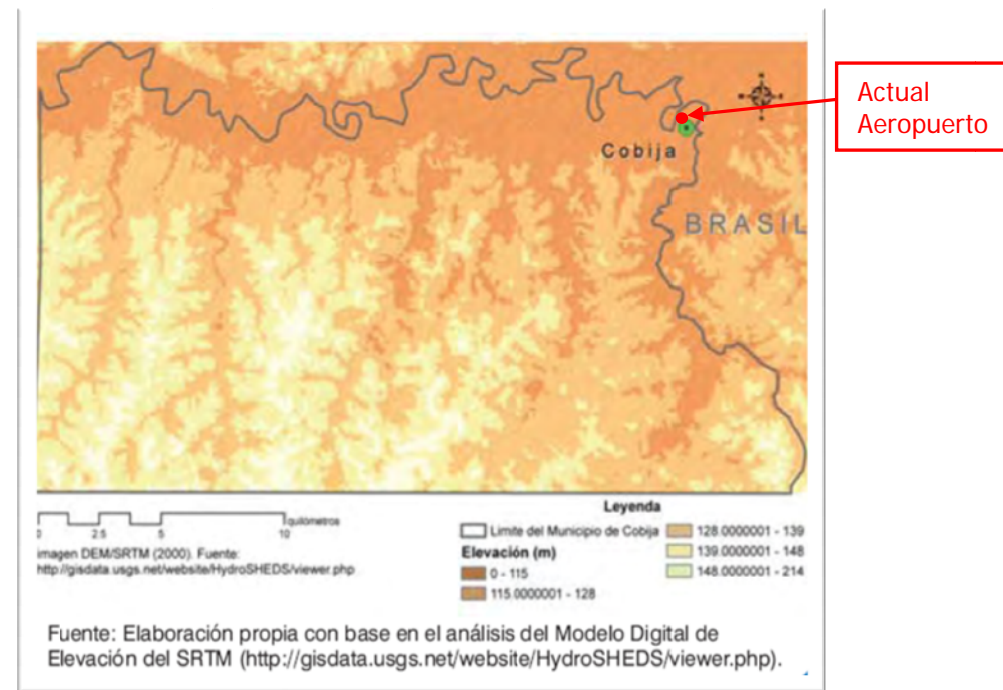 Actual
Aeropuerto
Cobija
BRASIL
0 2.5 5 10 quilómetros
imagen DEM/SRTM (2000). Fuente:
http://gisdata.usgs.net/website/HydroSHEDS/viewer.php
Leyenda
Limite del Municipio de Cobija
Elevación (m)
0 - 115
115.0000001 - 128
128.0000001 - 139
139.0000001 - 148
148.0000001 - 214
Fuente: Elaboración propia con base en el análisis del Modelo Digital de
Elevación del SRTM (http://gisdata.usgs.net/website/HydroSHEDS/viewer.php).